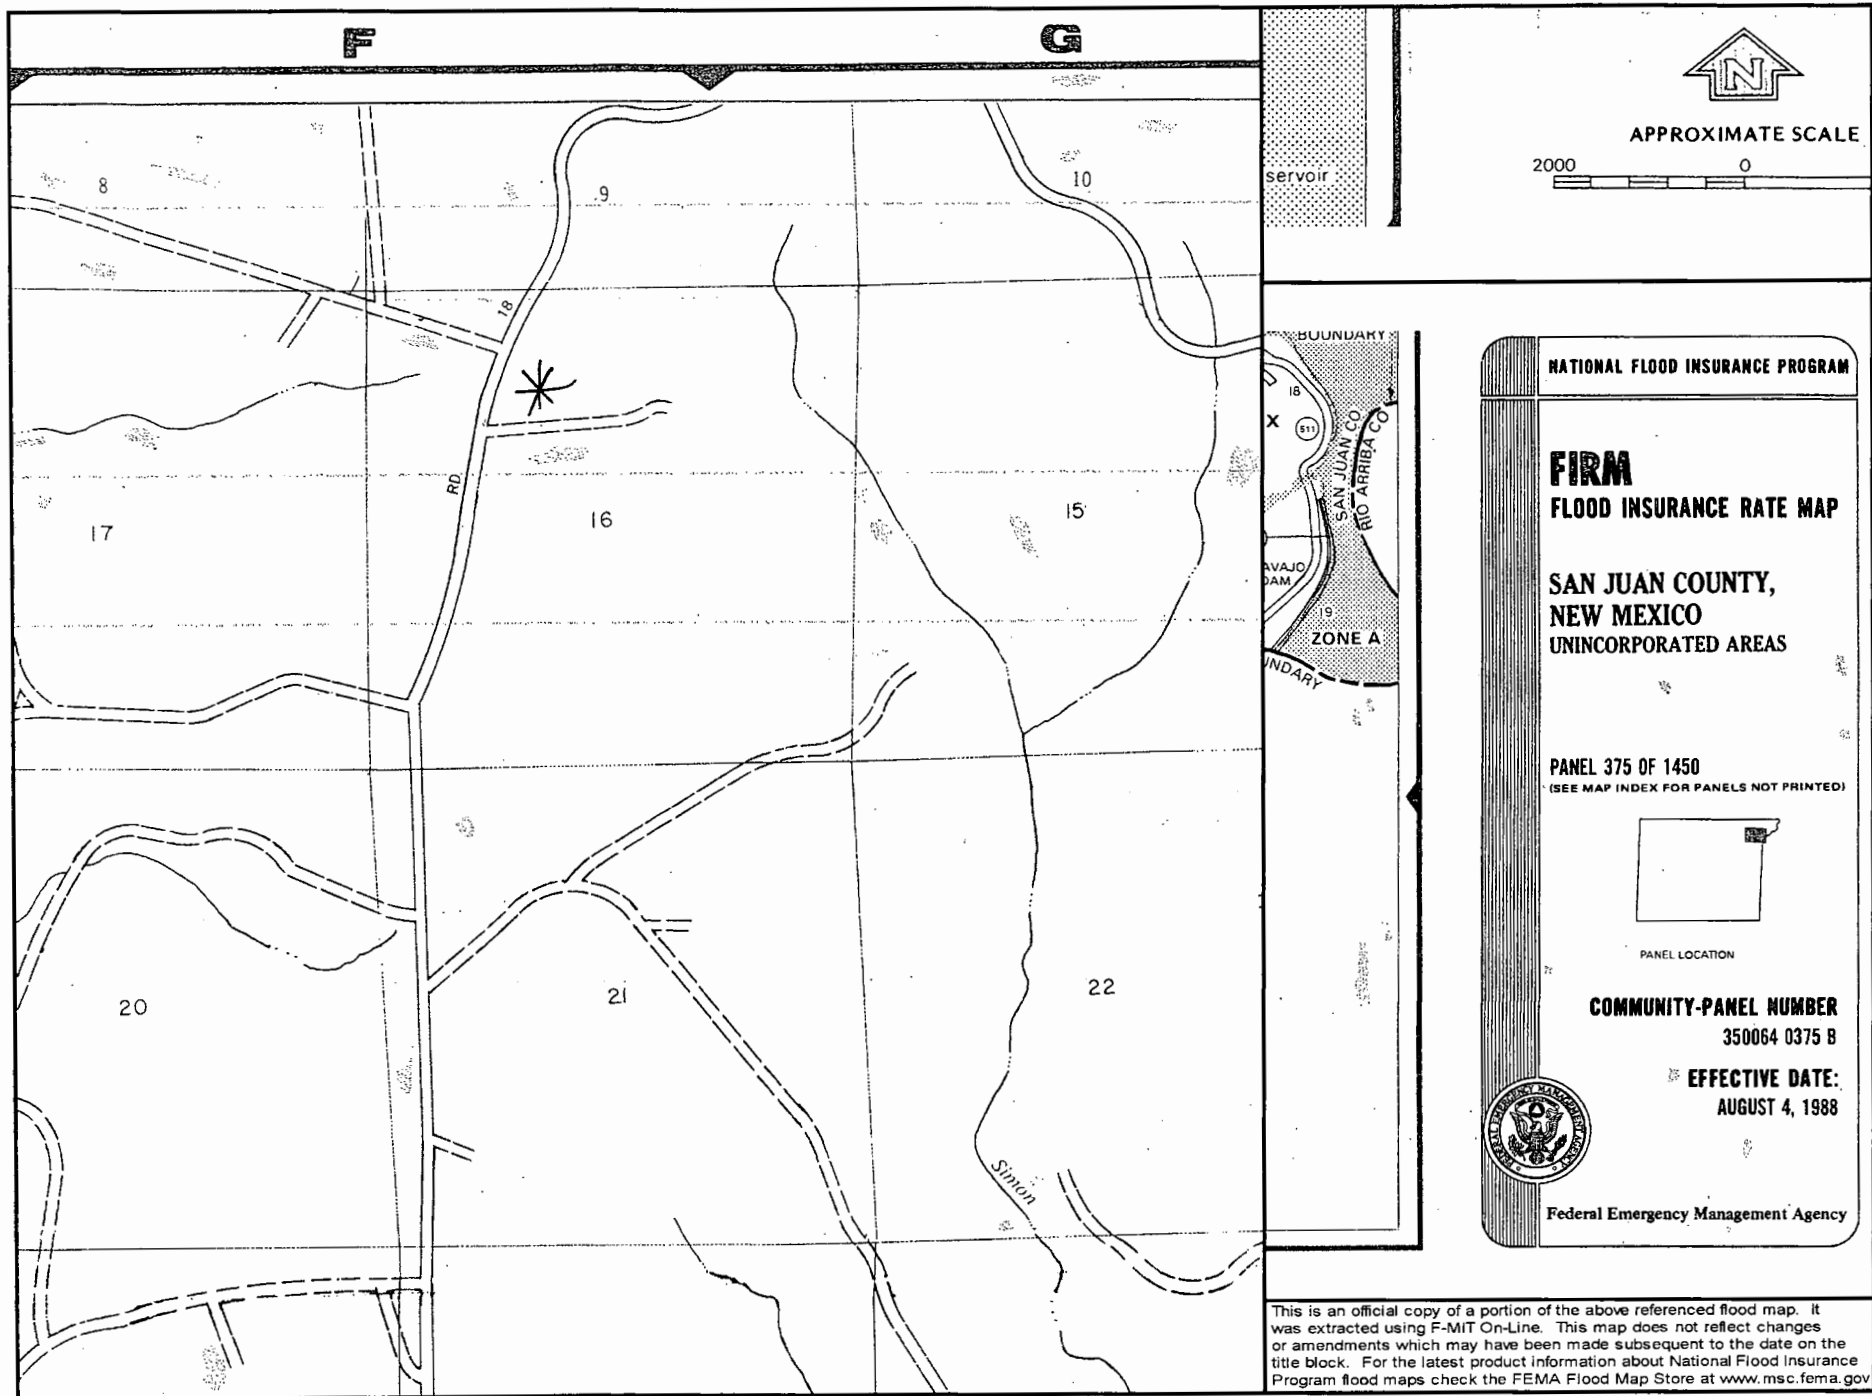 F
G
8
9
10
18
RD
17
16
15
20
21
22
Simon
servoir
BOUNDARY
18
X
511
SAN JUAN CO
RIO ARRIBA CO
AVAJO
DAM
19
ZONE A
UNDARY
N
APPROXIMATE SCALE
2000 0
NATIONAL FLOOD INSURANCE PROGRAM
FIRM
FLOOD INSURANCE RATE MAP
SAN JUAN COUNTY,
NEW MEXICO
UNINCORPORATED AREAS
PANEL 375 OF 1450
(SEE MAP INDEX FOR PANELS NOT PRINTED)
PANEL LOCATION
COMMUNITY-PANEL NUMBER
350064 0375 B
EFFECTIVE DATE:
AUGUST 4, 1988
FEDERAL EMERGENCY MANAGEMENT AGENCY
Federal Emergency Management Agency
This is an official copy of a portion of the above referenced flood map. It
was extracted using F-MIT On-Line. This map does not reflect changes
or amendments which may have been made subsequent to the date on the
title block. For the latest product information about National Flood Insurance
Program flood maps check the FEMA Flood Map Store at www.msc.fema.gov